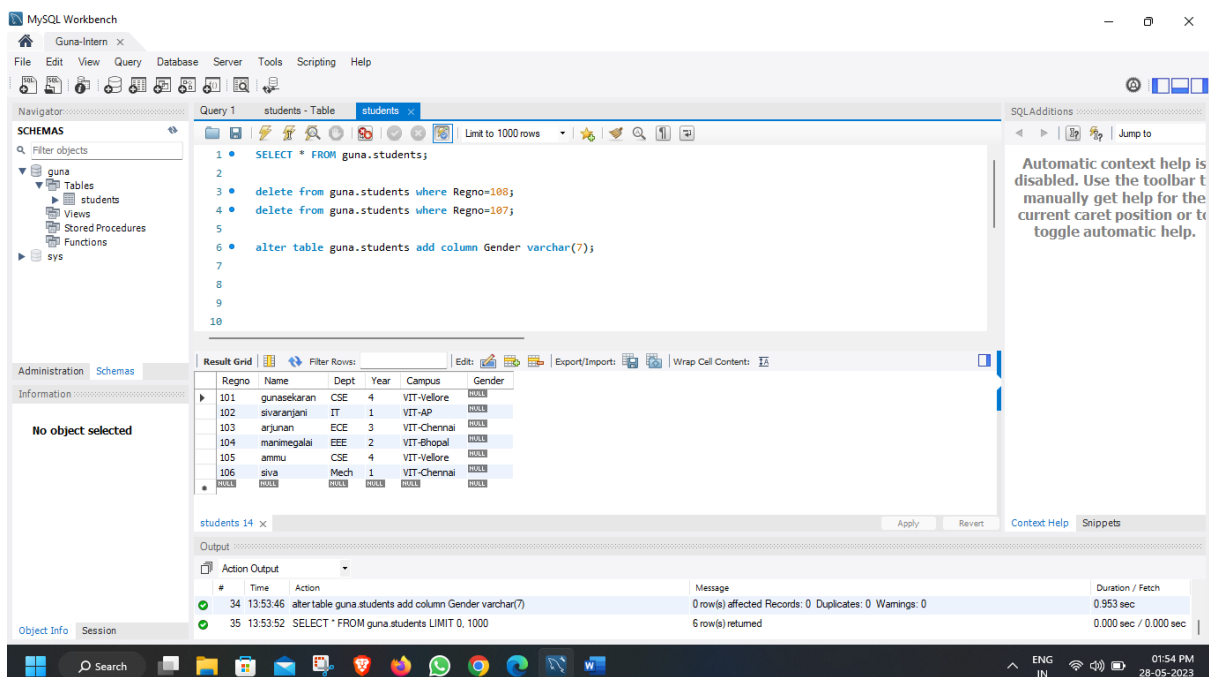 MySQL Workbench
Guna-Intern ×
File Edit View Query Database Server Tools Scripting Help
Navigator
SCHEMAS
Filter objects
guna
Tables
students
Views
Stored Procedures
Functions
sys
Administration Schemas
Information
No object selected
Object Info Session
Query 1 students - Table students ×
Limit to 1000 rows
1 SELECT * FROM guna.students;
2
3 delete from guna.students where Regno=108;
4 delete from guna.students where Regno=107;
5
6 alter table guna.students add column Gender varchar(7);
7
8
9
10
Result Grid Filter Rows: Edit: Export/Import: Wrap Cell Content:
Regno Name Dept Year Campus Gender
101 gunasekaran CSE 4 VIT-Vellore NULL
102 sivaranjani IT 1 VIT-AP NULL
103 arjunan ECE 3 VIT-Chennai NULL
104 manimegalai EEE 2 VIT-Bhopal NULL
105 ammu CSE 4 VIT-Vellore NULL
106 siva Mech 1 VIT-Chennai NULL
NULL NULL NULL NULL NULL NULL
students 14 ×
Apply Revert
SQLAdditions
Jump to
Automatic context help is
disabled. Use the toolbar t
manually get help for the
current caret position or to
toggle automatic help.
Context Help Snippets
Output
Action Output
# Time Action Message Duration / Fetch
34 13:53:46 alter table guna.students add column Gender varchar(7) 0 row(s) affected Records: 0 Duplicates: 0 Warnings: 0 0.953 sec
35 13:53:52 SELECT * FROM guna.students LIMIT 0, 1000 6 row(s) returned 0.000 sec / 0.000 sec
Search
ENG
IN
01:54 PM
28-05-2023